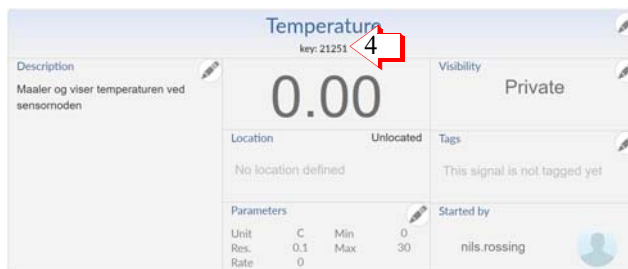 Temperature
key: 21251
4
Description
Maaler og viser temperaturen ved
sensornoden
0.00
Visibility
Private
Location Unlocated
No location defined
Tags
This signal is not tagged yet
Parameters
Unit C Min 0
Res. 0.1 Max 30
Rate 0
Started by
nils.rossing